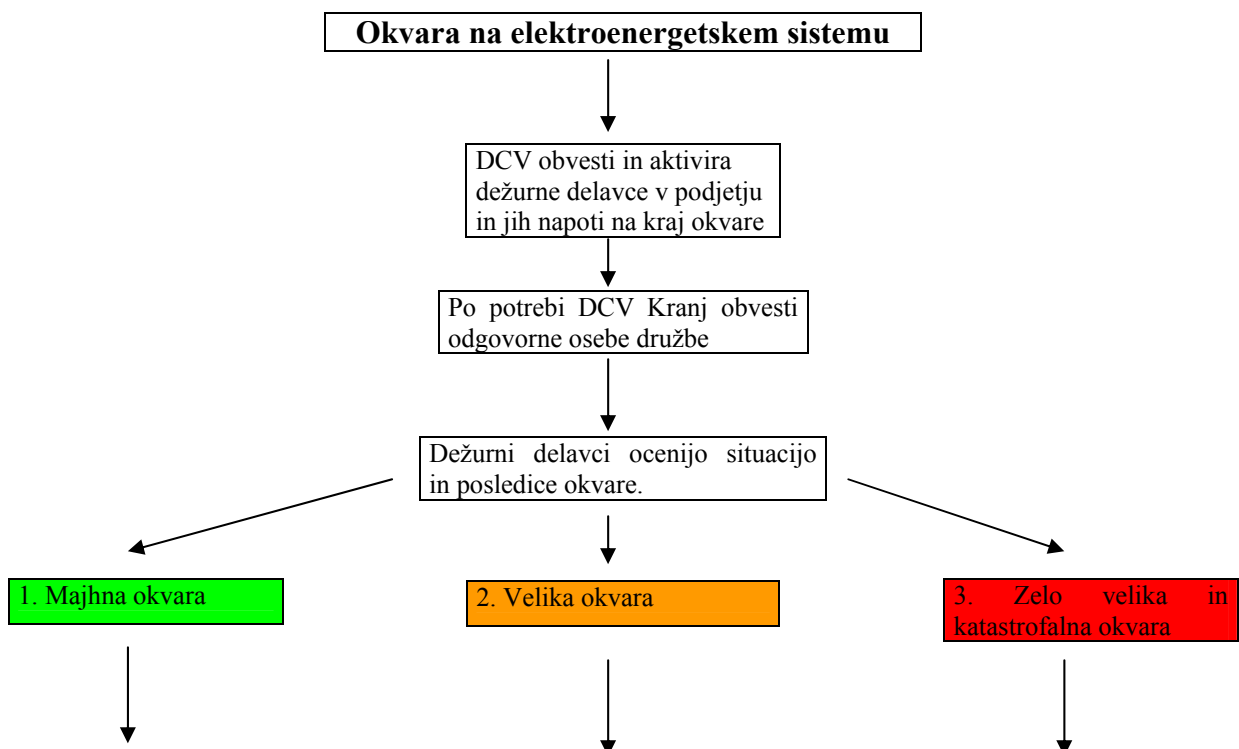 Okvara na elektroenergetskem sistemu
DCV obvesti in aktivira
dežurne delavce v podjetju
in jih napoti na kraj okvare
Po potrebi DCV Kranj obvesti
odgovorne osebe družbe
Dežurni delavci ocenijo situacijo
in posledice okvare.
1. Majhna okvara
2. Velika okvara
3. Zelo velika in
katastrofalna okvara